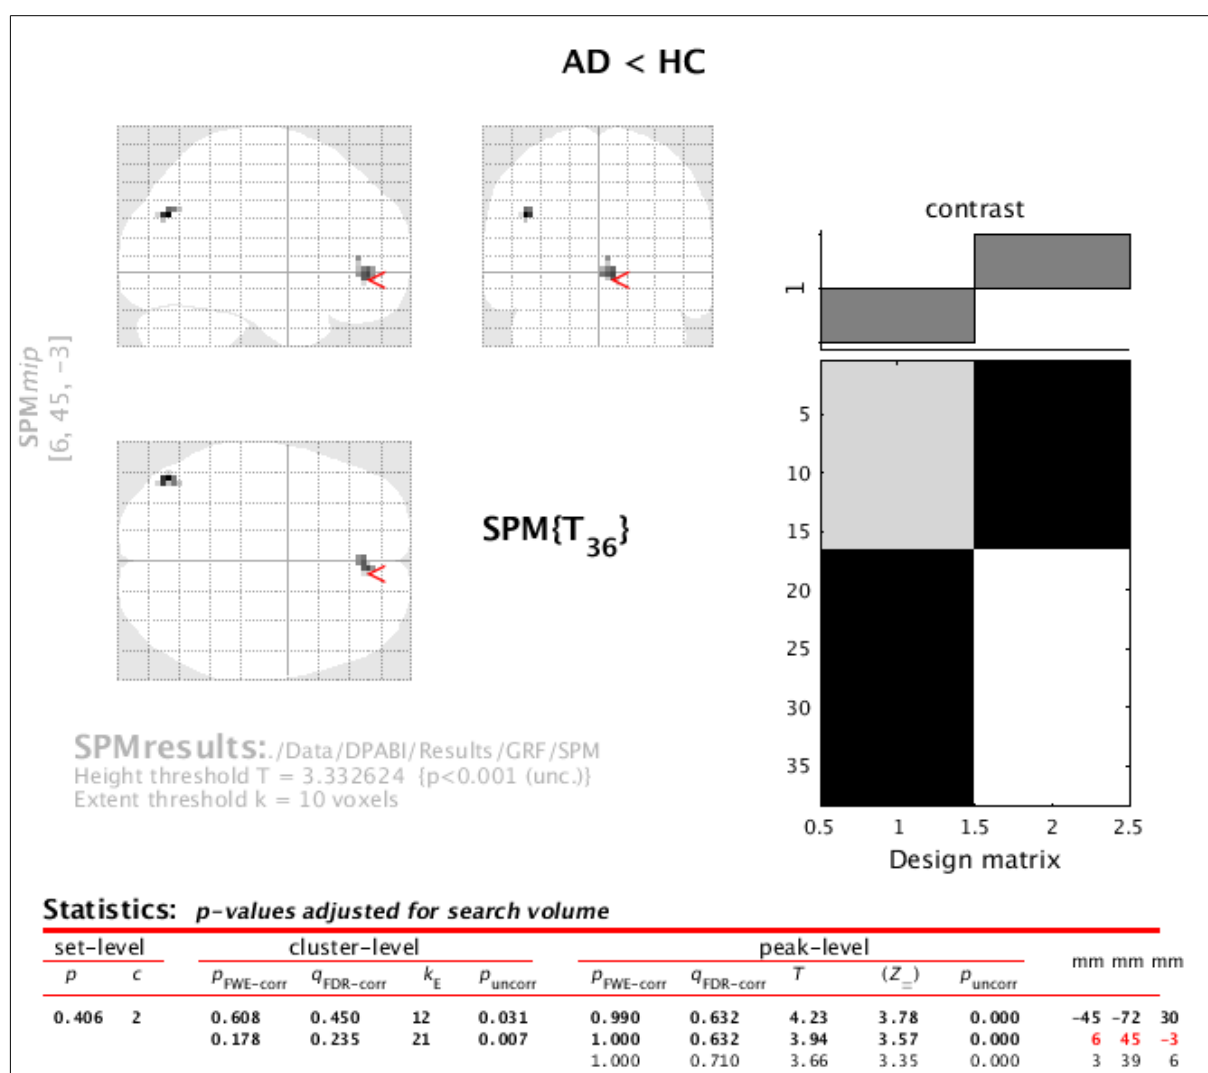 AD < HC
SPMmip
[6, 45, -3]
<
<
<
SPM{T36}
contrast
1
5
10
15
20
25
30
35
0.5 1 1.5 2 2.5
Design matrix
SPMresults: ./Data/DPABI/Results/GRF/SPM
Height threshold T = 3.332624 {p<0.001 (unc.)}
Extent threshold k = 10 voxels
Statistics: p-values adjusted for search volume
set-level cluster-level peak-level mm mm mm
p c pFWE-corr qFDR-corr kE puncorr pFWE-corr qFDR-corr T (Z≡) puncorr
0.406 2 0.608 0.450 12 0.031 0.990 0.632 4.23 3.78 0.000 -45 -72 30
0.178 0.235 21 0.007 1.000 0.632 3.94 3.57 0.000 6 45 -3
1.000 0.710 3.66 3.35 0.000 3 39 6